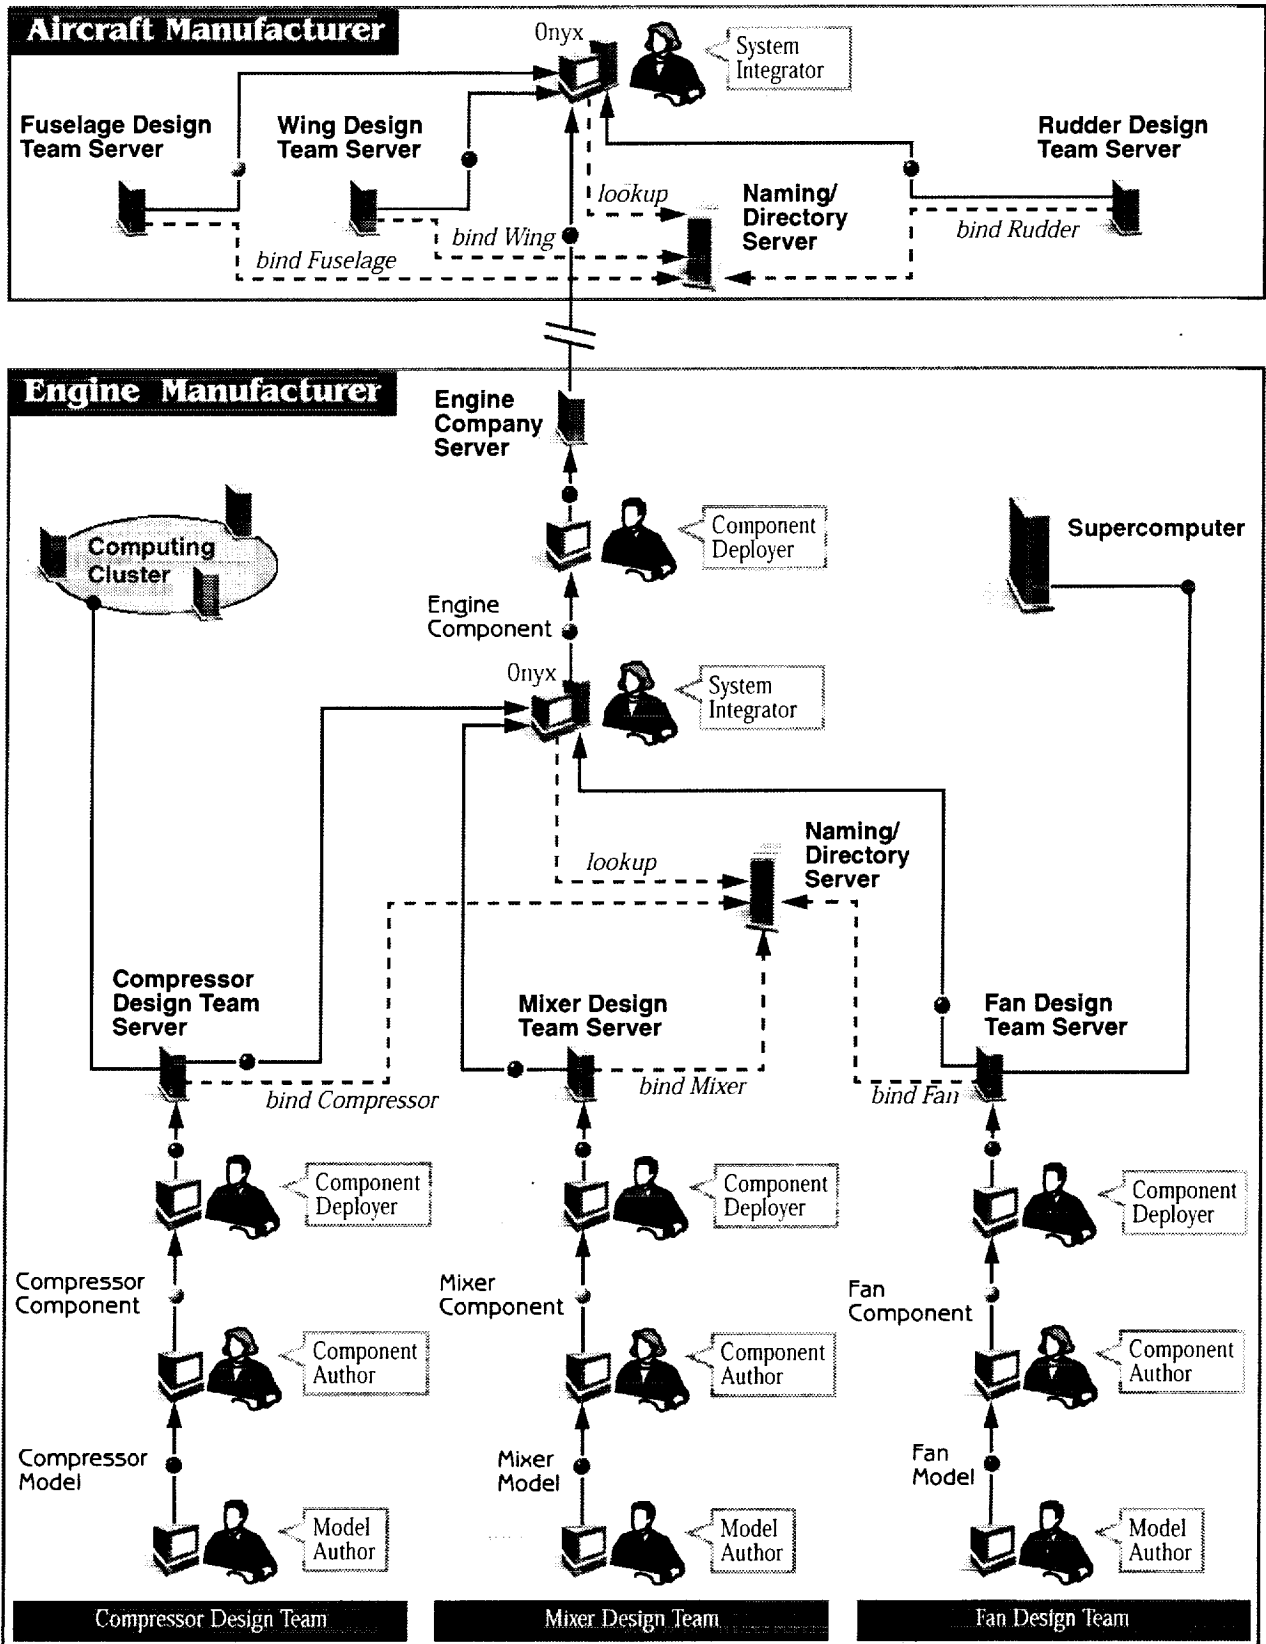 Aircraft Manufacturer
Onyx
System
Integrator
Fuselage Design
Team Server
Wing Design
Team Server
Rudder Design
Team Server
lookup
Naming/
Directory
Server
bind Wing
bind Rudder
bind Fuselage
Engine Manufacturer
Engine
Company
Server
Computing
Cluster
Component
Deployer
Supercomputer
Engine
Component
Onyx
System
Integrator
Naming/
Directory
Server
lookup
Compressor
Design Team
Server
Mixer Design
Team Server
Fan Design
Team Server
bind Compressor
bind Mixer
bind Fan
Component
Deployer
Component
Deployer
Component
Deployer
Compressor
Component
Mixer
Component
Fan
Component
Component
Author
Component
Author
Component
Author
Compressor
Model
Mixer
Model
Fan
Model
Model
Author
Model
Author
Model
Author
Compressor Design Team
Mixer Design Team
Fan Design Team